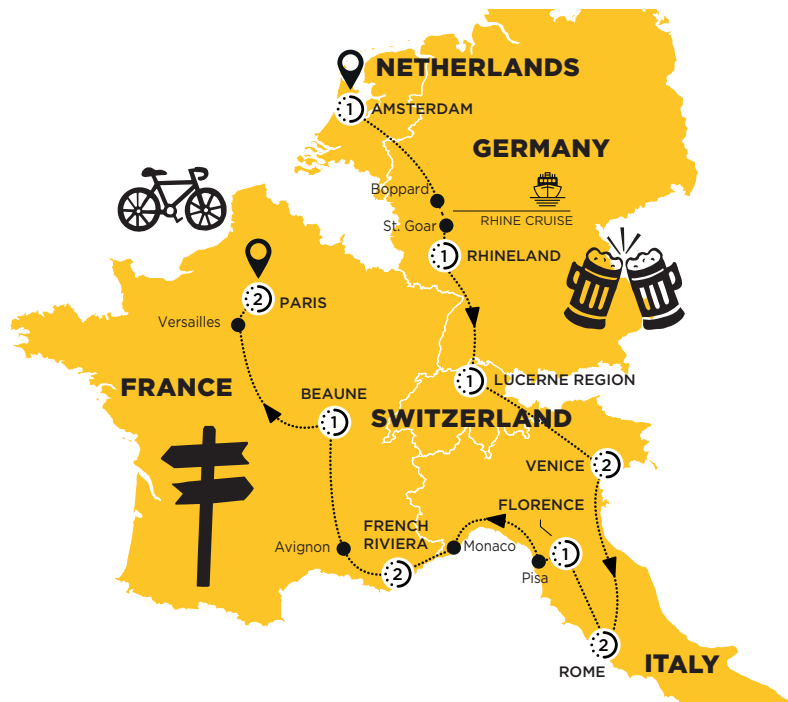 NETHERLANDS
1
AMSTERDAM
GERMANY
Boppard
RHINE CRUISE
St. Goar
1
RHINELAND
2
PARIS
Versailles
1
LUCERNE REGION
FRANCE
BEAUNE
1
SWITZERLAND
VENICE
2
FLORENCE
FRENCH
RIVIERA
Avignon
Monaco
1
2
Pisa
2
ROME
ITALY